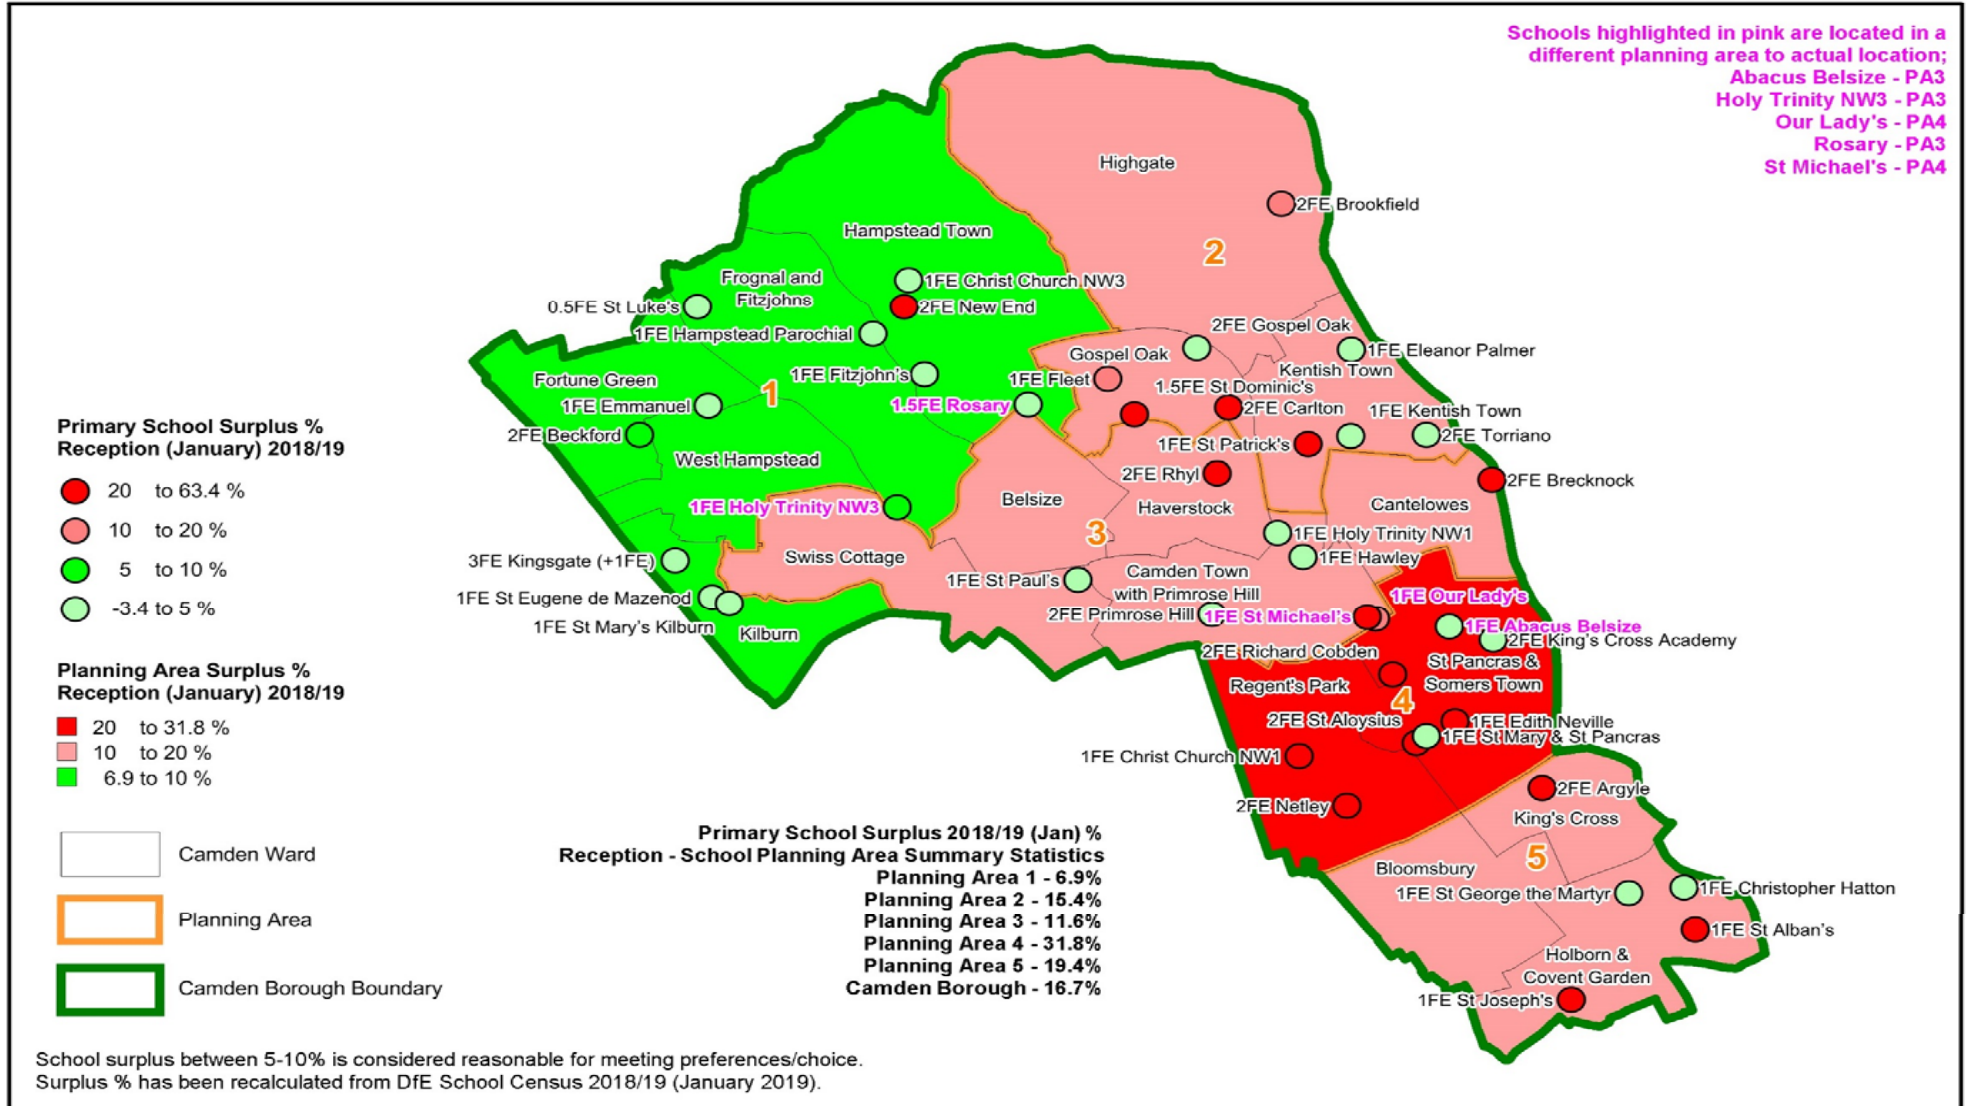 Schools highlighted in pink are located in a
different planning area to actual location;
Abacus Belsize - PA3
Holy Trinity NW3 - PA3
Our Lady's - PA4
Rosary - PA3
St Michael's - PA4
Highgate
2FE Brookfield
2
Hampstead Town
Frognal and
Fitzjohns
1FE Christ Church NW3
0.5FE St Luke's
2FE New End
1FE Hampstead Parochial
2FE Gospel Oak
Gospel Oak
1FE Eleanor Palmer
Kentish Town
Fortune Green
1FE Fitzjohn's
1FE Fleet
1.5FE St Dominic's
1
1FE Emmanuel
1.5FE Rosary
2FE Carlton
1FE Kentish Town
2FE Beckford
1FE St Patrick's
2FE Torriano
West Hampstead
2FE Rhyl
2FE Brecknock
Belsize
Haverstock
Cantelowes
1FE Holy Trinity NW3
3
1FE Holy Trinity NW1
Swiss Cottage
1FE Hawley
3FE Kingsgate (+1FE)
1FE St Paul's
Camden Town
with Primrose Hill
1FE St Eugene de Mazenod
1FE Our Lady's
2FE Primrose Hill
1FE St Michael's
1FE St Mary's Kilburn
Kilburn
1FE Abacus Belsize
2FE King's Cross Academy
2FE Richard Cobden
St Pancras &
Somers Town
Regent's Park
4
2FE St Aloysius
1FE Edith Neville
1FE St Mary & St Pancras
1FE Christ Church NW1
2FE Netley
2FE Argyle
King's Cross
5
Bloomsbury
1FE St George the Martyr
1FE Christopher Hatton
1FE St Alban's
Holborn &
Covent Garden
1FE St Joseph's
Primary School Surplus %
Reception (January) 2018/19
20 to 63.4 %
10 to 20 %
5 to 10 %
-3.4 to 5 %
Planning Area Surplus %
Reception (January) 2018/19
20 to 31.8 %
10 to 20 %
6.9 to 10 %
Camden Ward
Planning Area
Camden Borough Boundary
Primary School Surplus 2018/19 (Jan) %
Reception - School Planning Area Summary Statistics
Planning Area 1 - 6.9%
Planning Area 2 - 15.4%
Planning Area 3 - 11.6%
Planning Area 4 - 31.8%
Planning Area 5 - 19.4%
Camden Borough - 16.7%
School surplus between 5-10% is considered reasonable for meeting preferences/choice.
Surplus % has been recalculated from DfE School Census 2018/19 (January 2019).